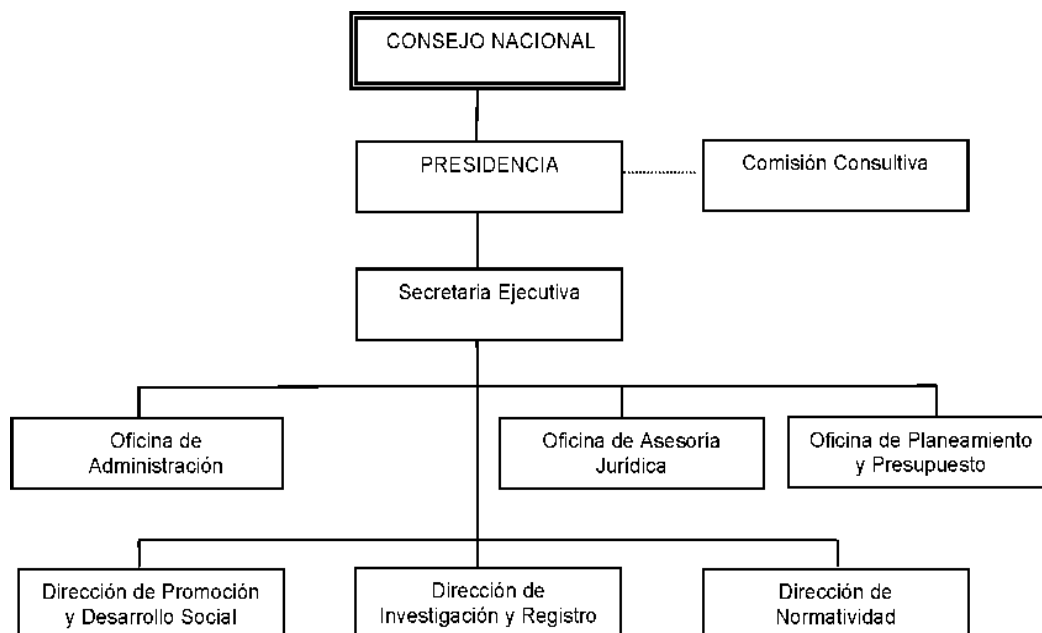 CONSEJO NACIONAL
PRESIDENCIA
Comisión Consultiva
Secretaria Ejecutiva
Oficina de
Administración
Oficina de Asesoría
Jurídica
Oficina de Planeamiento
y Presupuesto
Dirección de Promoción
y Desarrollo Social
Dirección de
Investigación y Registro
Dirección de
Normatividad